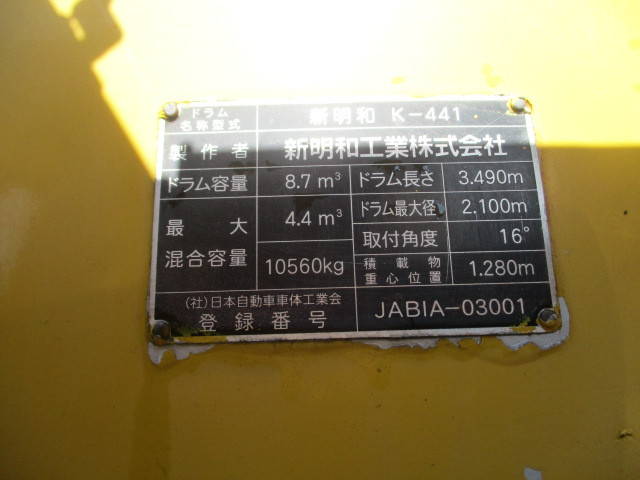 ドラム
名称型式 新明和 K-441
製作者 新明和工業株式会社
ドラム容量 8.7 m³ ドラム長さ 3.490m
最大 4.4 m³ ドラム最大径 2.100m
取付角度 16°
混合容量 10560kg 積載物
重心位置 1.280m
(社)日本自動車車体工業会
登録番号 JABIA-03001